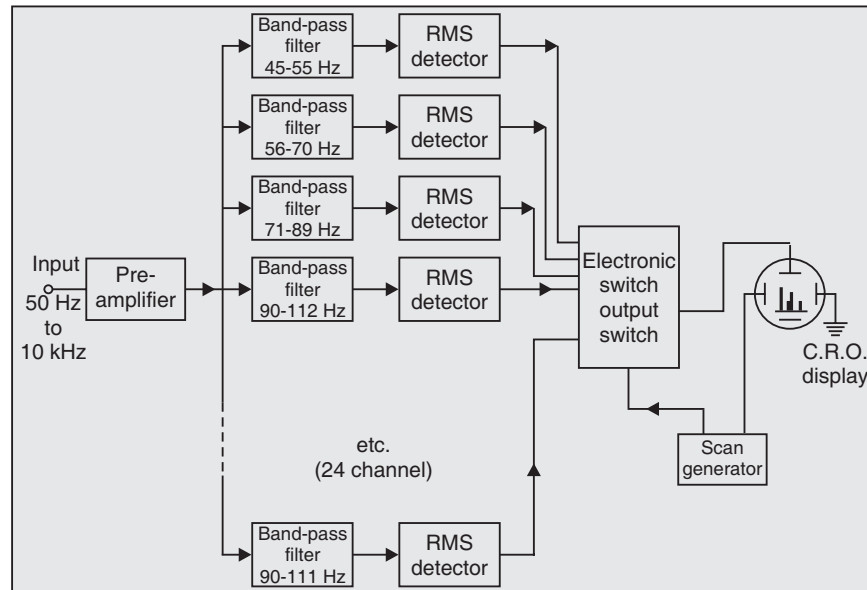 Band-pass
filter
45-55 Hz
RMS
detector
Band-pass
filter
56-70 Hz
RMS
detector
Band-pass
filter
71-89 Hz
RMS
detector
Input
50 Hz
to
10 kHz
Pre-
amplifier
Band-pass
filter
90-112 Hz
RMS
detector
Electronic
switch
output
switch
C.R.O.
display
Scan
generator
etc.
(24 channel)
Band-pass
filter
90-111 Hz
RMS
detector